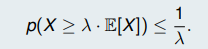 p(X ≥ λ · 𝔼[X]) ≤ 1/λ.